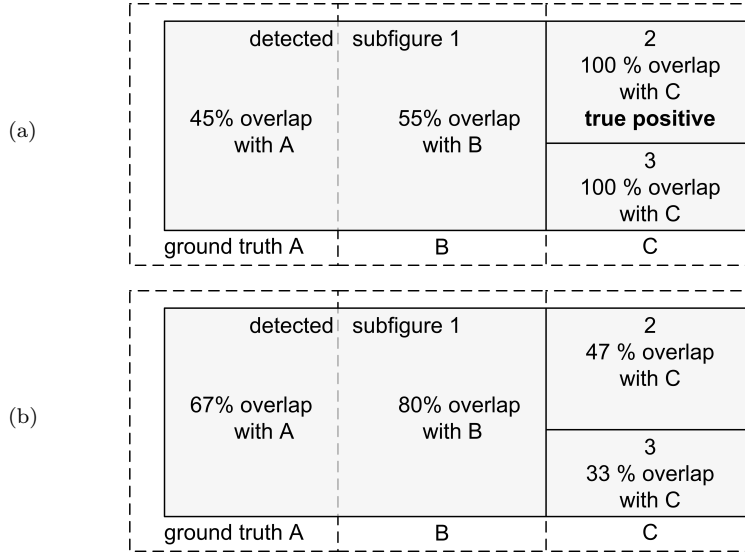 detected subfigure 1
2
100 % overlap
with C
true positive
45% overlap
with A
55% overlap
with B
(a)
3
100 % overlap
with C
ground truth A
B
C
detected subfigure 1
2
47 % overlap
with C
67% overlap
with A
80% overlap
with B
(b)
3
33 % overlap
with C
ground truth A
B
C